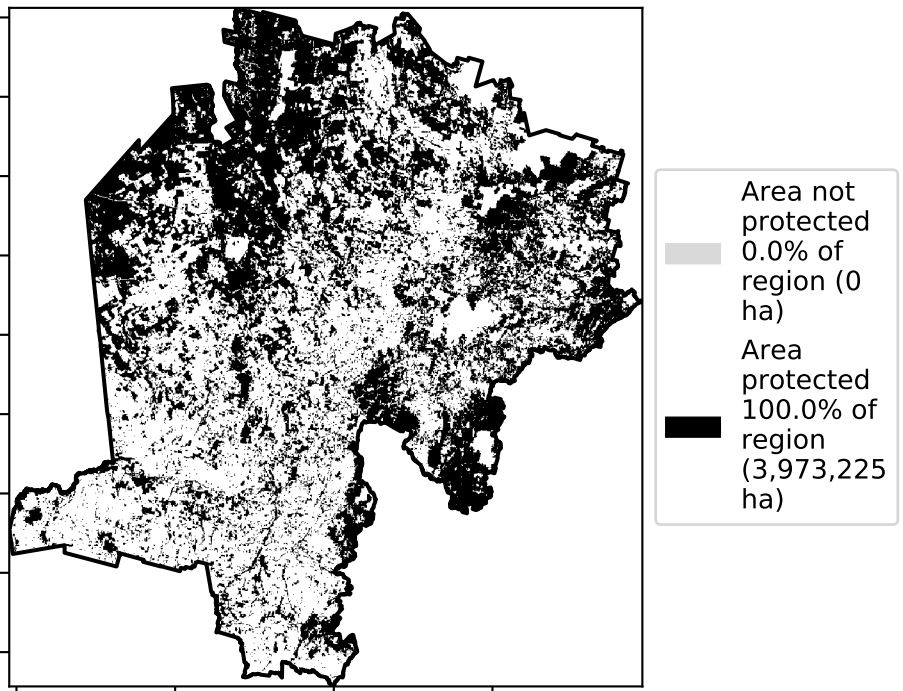 Area not
protected
0.0% of
region (0
ha)
Area
protected
100.0% of
region
(3,973,225
ha)